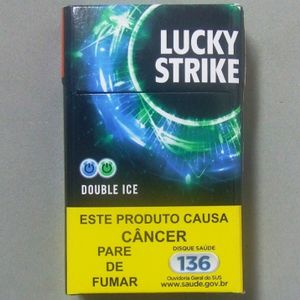 LUCKY
STRIKE
DOUBLE ICE
ESTE PRODUTO CAUSA
CÂNCER
PARE
DE
FUMAR
DISQUE SAÚDE
136
Ouvidoria Geral do SUS
www.saude.gov.br